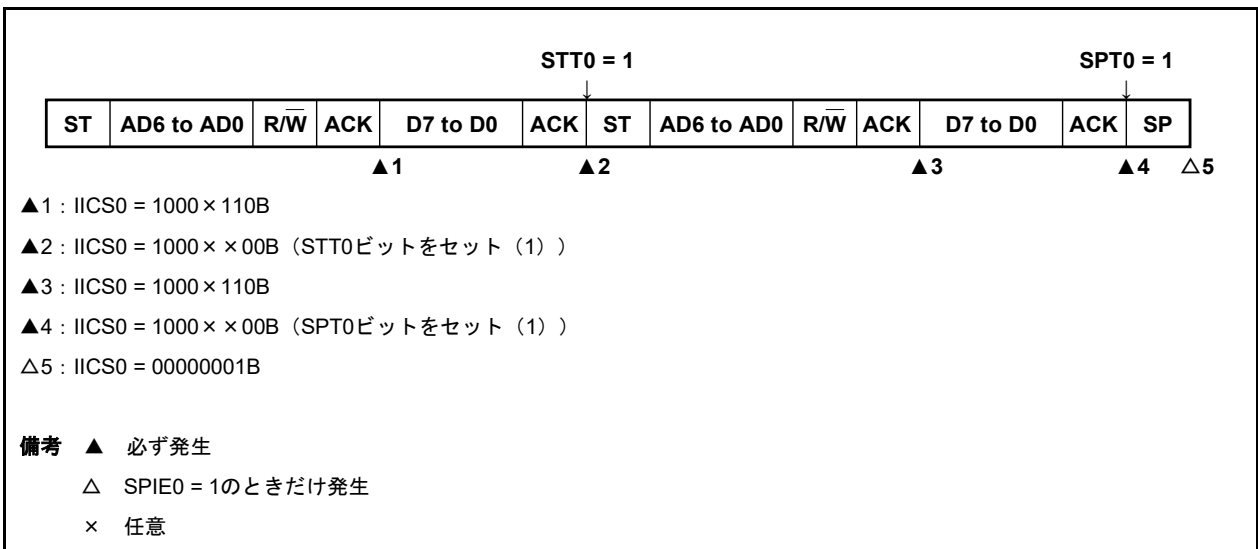 STT0 = 1 SPT0 = 1
↓ ↓
ST AD6 to AD0 R/W̅ ACK D7 to D0 ACK ST AD6 to AD0 R/W̅ ACK D7 to D0 ACK SP
▲1 ▲2 ▲3 ▲4 △5
▲1：IICS0 = 1000×110B
▲2：IICS0 = 1000××00B（STT0ビットをセット（1））
▲3：IICS0 = 1000×110B
▲4：IICS0 = 1000××00B（SPT0ビットをセット（1））
△5：IICS0 = 00000001B
備考 ▲ 必ず発生
△ SPIE0 = 1のときだけ発生
× 任意